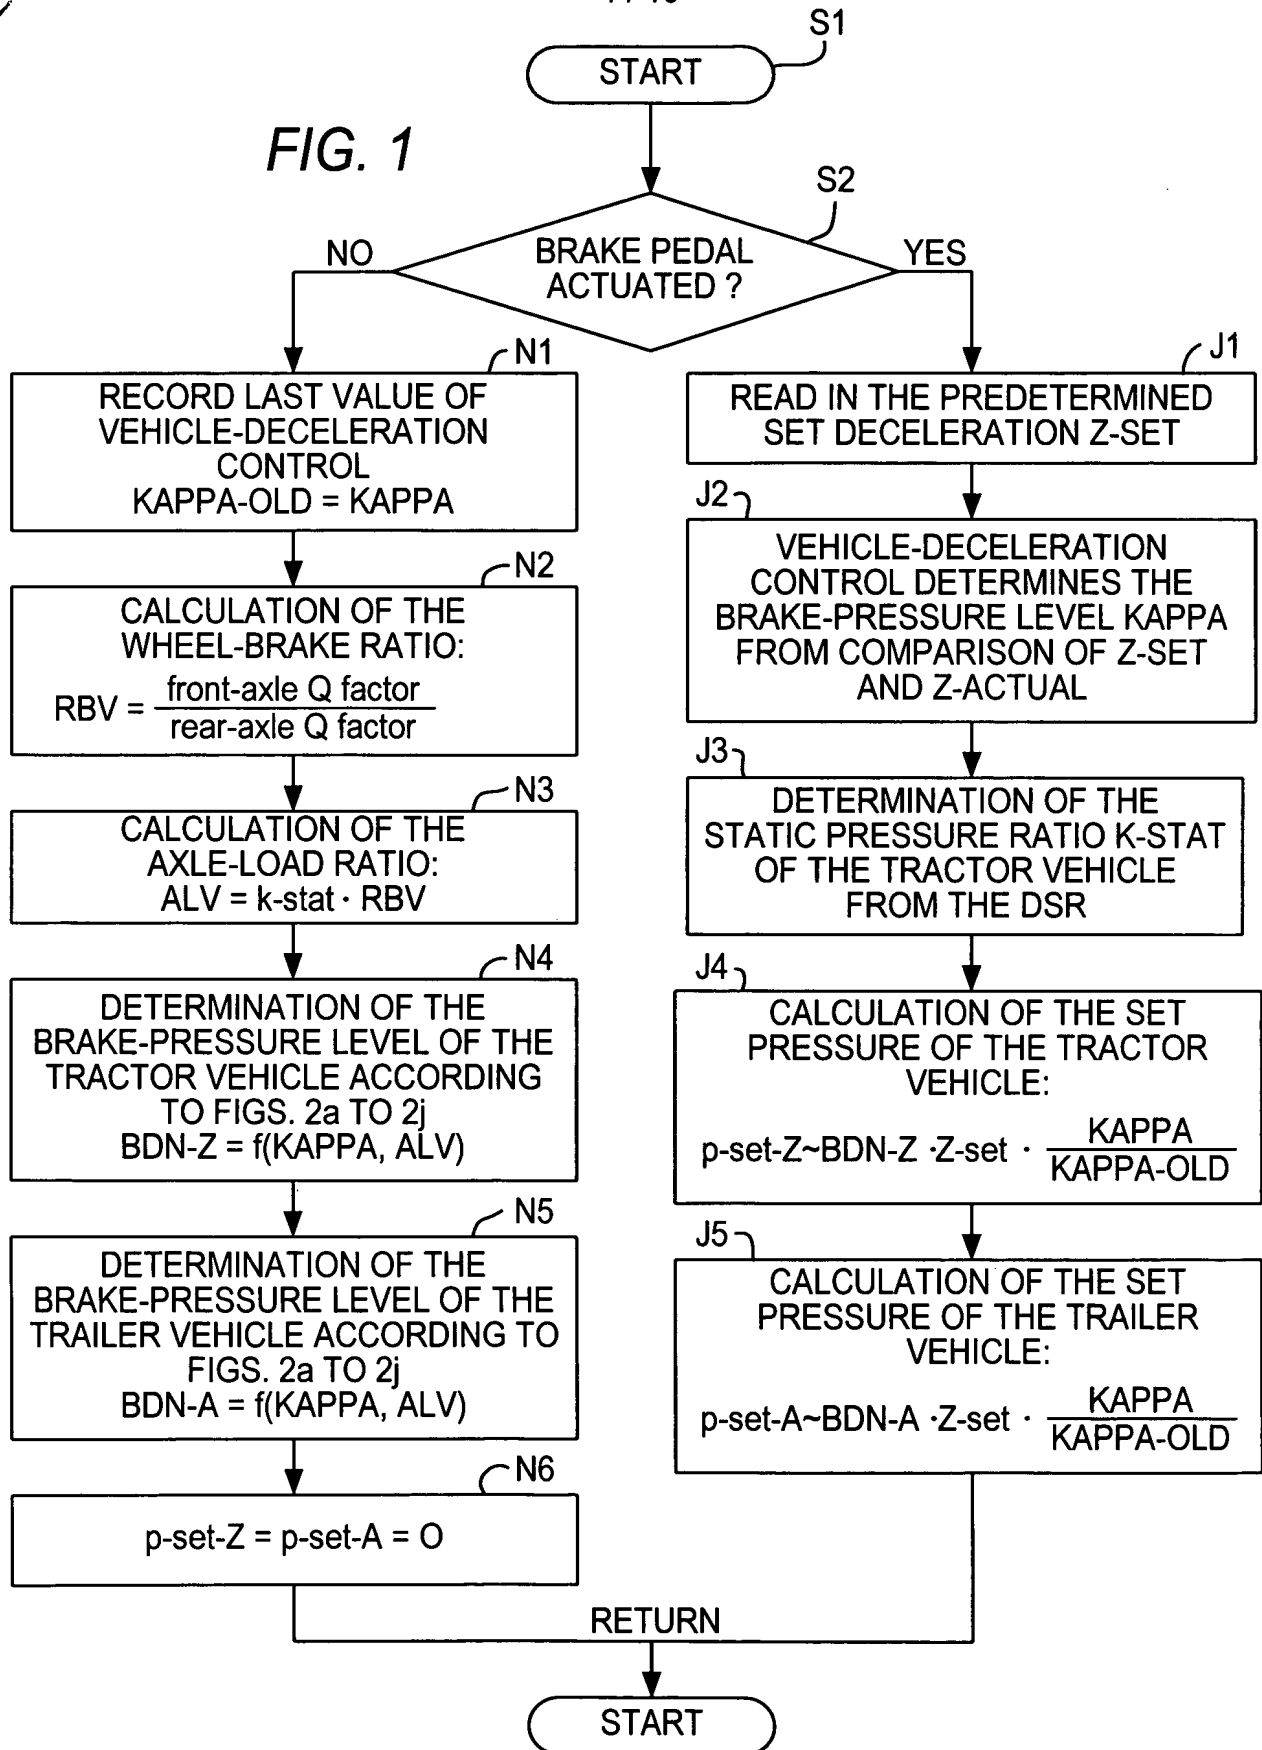 S1
START
FIG. 1
S2
BRAKE PEDAL
ACTUATED ?
NO
YES
N1
RECORD LAST VALUE OF
VEHICLE-DECELERATION
CONTROL
KAPPA-OLD = KAPPA
N2
CALCULATION OF THE
WHEEL-BRAKE RATIO:
RBV = front-axle Q factor
rear-axle Q factor
N3
CALCULATION OF THE
AXLE-LOAD RATIO:
ALV = k-stat · RBV
N4
DETERMINATION OF THE
BRAKE-PRESSURE LEVEL OF THE
TRACTOR VEHICLE ACCORDING
TO FIGS. 2a TO 2j
BDN-Z = f(KAPPA, ALV)
N5
DETERMINATION OF THE
BRAKE-PRESSURE LEVEL OF THE
TRAILER VEHICLE ACCORDING TO
FIGS. 2a TO 2j
BDN-A = f(KAPPA, ALV)
N6
p-set-Z = p-set-A = O
J1
READ IN THE PREDETERMINED
SET DECELERATION Z-SET
J2
VEHICLE-DECELERATION
CONTROL DETERMINES THE
BRAKE-PRESSURE LEVEL KAPPA
FROM COMPARISON OF Z-SET
AND Z-ACTUAL
J3
DETERMINATION OF THE
STATIC PRESSURE RATIO K-STAT
OF THE TRACTOR VEHICLE
FROM THE DSR
J4
CALCULATION OF THE SET
PRESSURE OF THE TRACTOR
VEHICLE:
p-set-Z~BDN-Z ·Z-set · KAPPA
KAPPA-OLD
J5
CALCULATION OF THE SET
PRESSURE OF THE TRAILER
VEHICLE:
p-set-A~BDN-A ·Z-set · KAPPA
KAPPA-OLD
RETURN
START